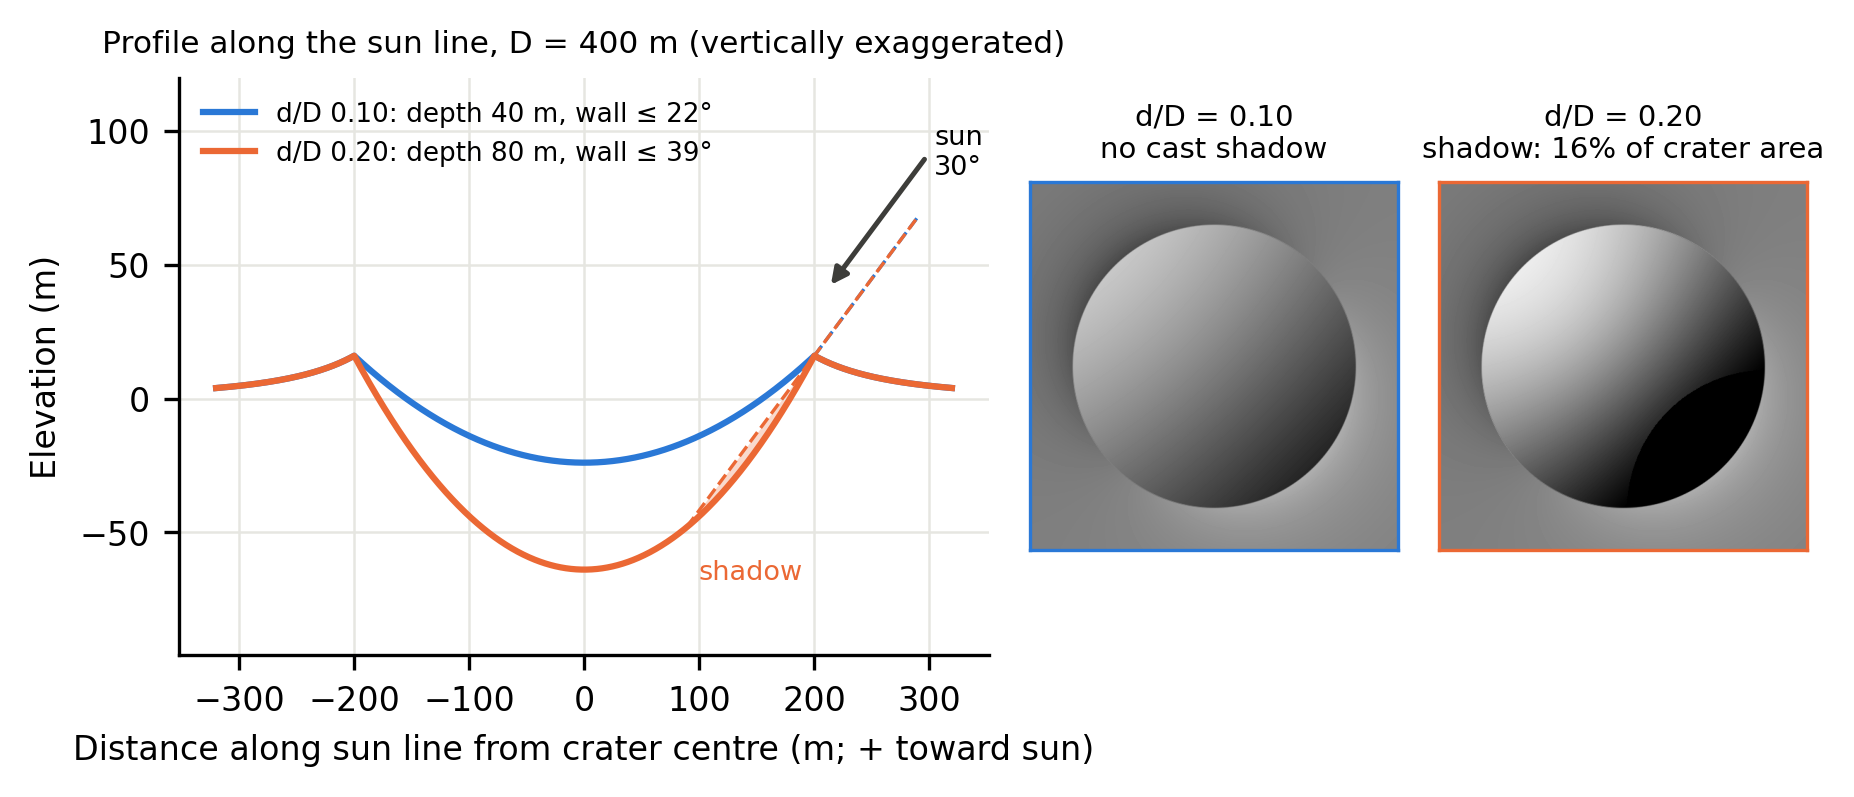 Profile along the sun line, D = 400 m (vertically exaggerated)
d/D 0.10: depth 40 m, wall ≤ 22°
d/D 0.20: depth 80 m, wall ≤ 39°
sun
30°
shadow
100
50
0
−50
Elevation (m)
−300 −200 −100 0 100 200 300
Distance along sun line from crater centre (m; + toward sun)
d/D = 0.10
no cast shadow
d/D = 0.20
shadow: 16% of crater area